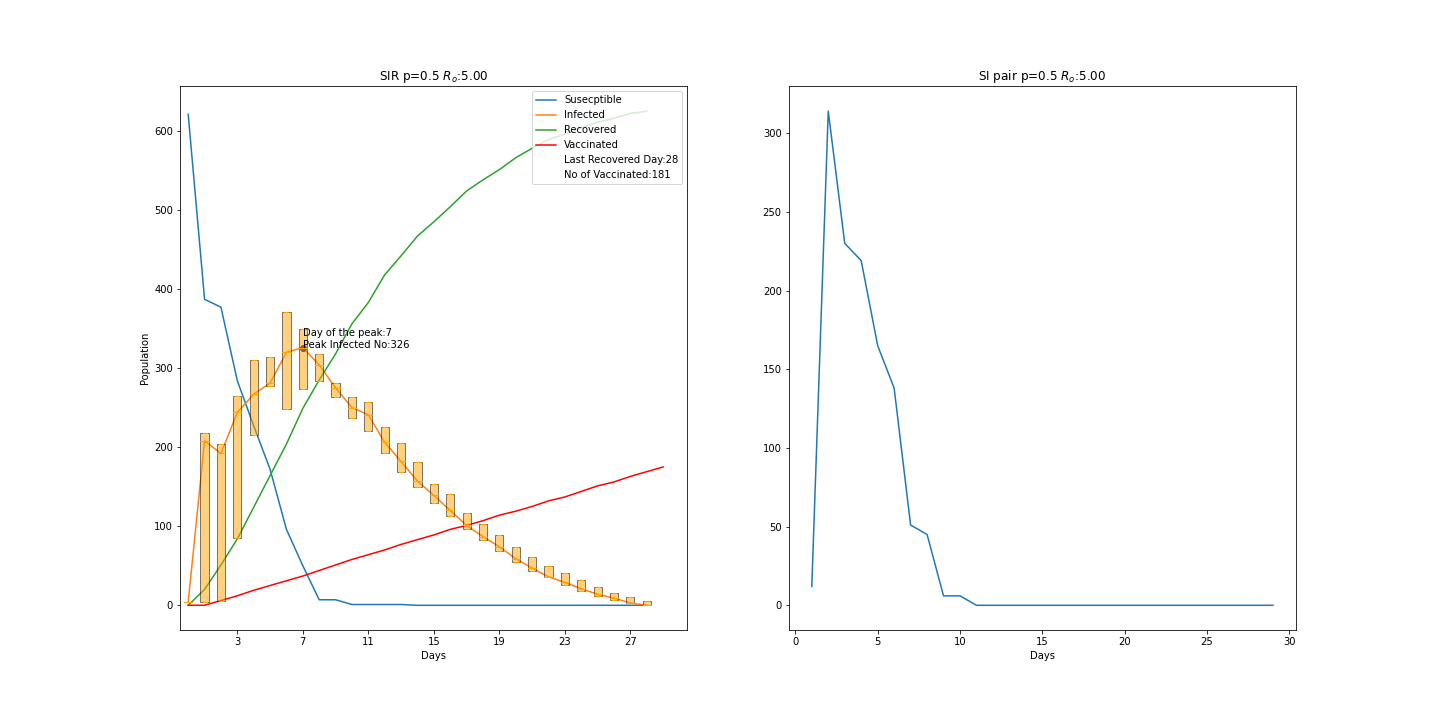 SIR p=0.5 Rₒ:5.00
Susecptible
Infected
Recovered
Vaccinated
Last Recovered Day:28
No of Vaccinated:181
Day of the peak:7
Peak Infected No:326
Population
600
500
400
300
200
100
0
3 7 11 15 19 23 27
Days
SI pair p=0.5 Rₒ:5.00
300
250
200
150
100
50
0
0 5 10 15 20 25 30
Days